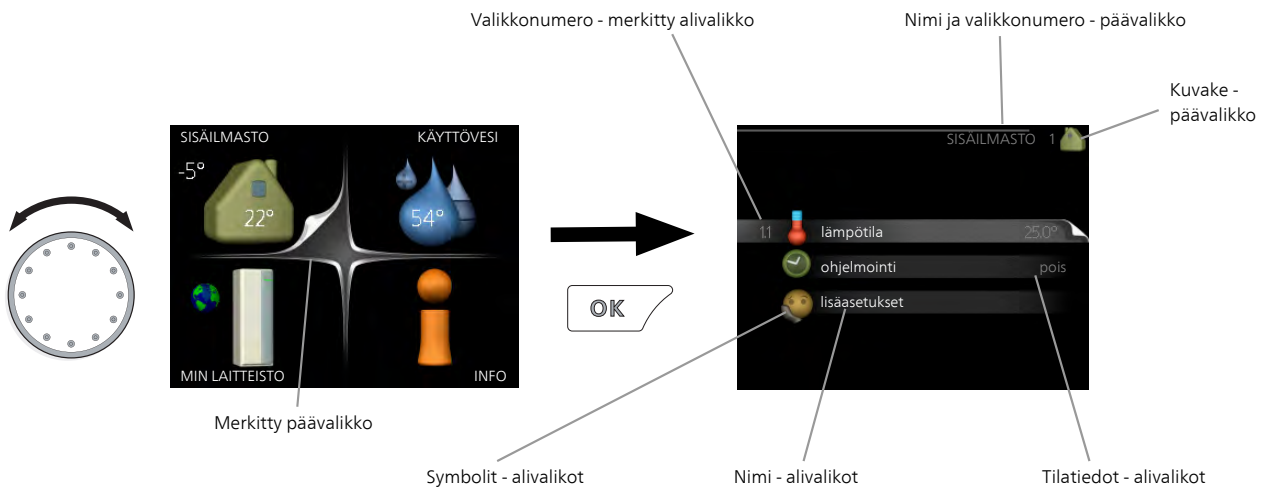 Valikkonumero - merkitty alivalikko
Nimi ja valikkonumero - päävalikko
Kuvake -
päävalikko
SISÄILMASTO
KÄYTTÖVESI
-5°
22°
54°
MIN LAITTEISTO
INFO
Merkitty päävalikko
OK
SISÄILMASTO 1
1.1 lämpötila 25.0°
ohjelmointi pois
lisäasetukset
Symbolit - alivalikot
Nimi - alivalikot
Tilatiedot - alivalikot